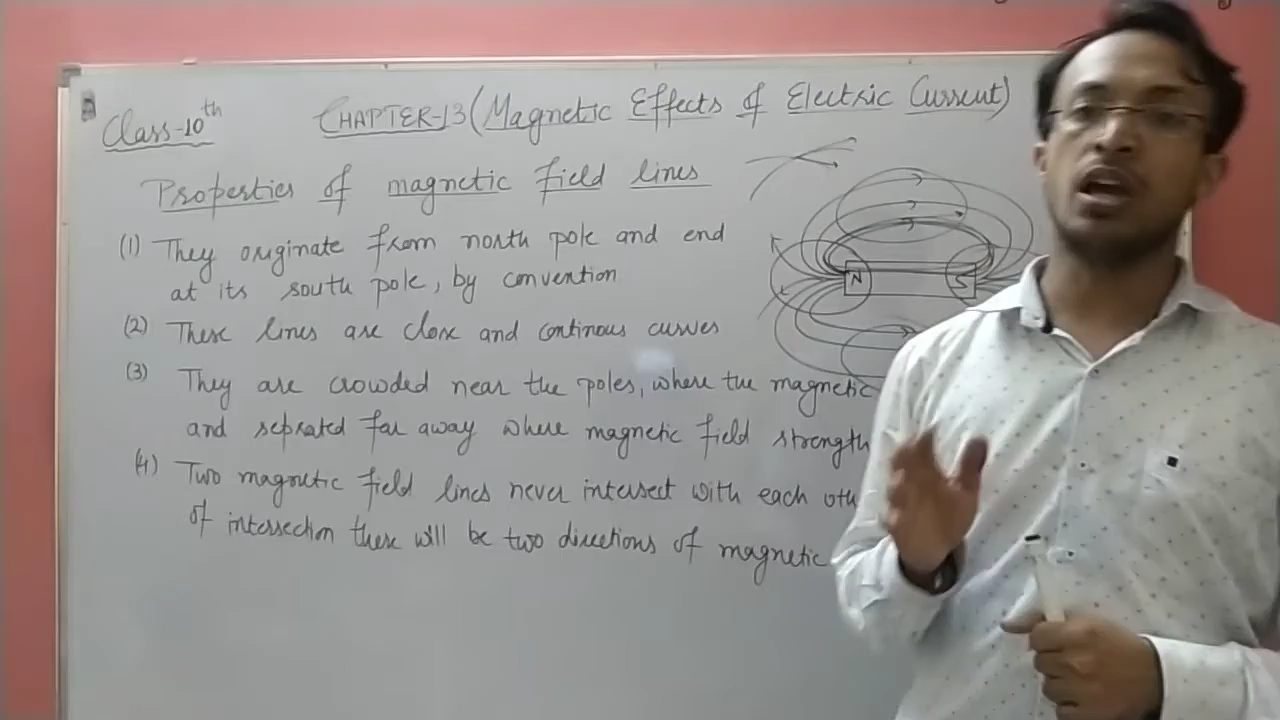 Class-10th
CHAPTER-13 (Magnetic Effects of Electric Current)
Properties of magnetic field lines
(1) They originate from north pole and end
at its south pole, by convention
(2) These lines are close and continous curves
(3) They are crowded near the poles, where the magnetic
and seprated far away where magnetic field strength
(4) Two magnetic field lines never intersect with each oth
of intersection there will be two directions of magnetic
N S